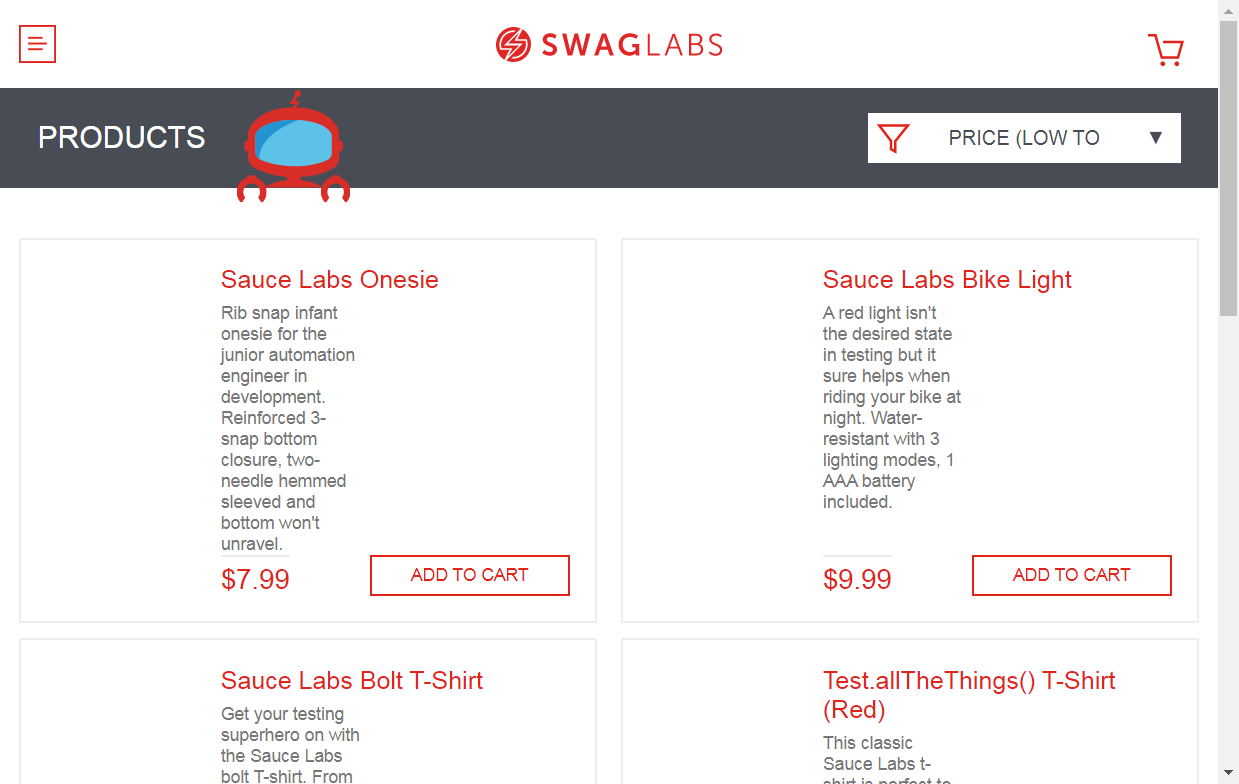 SWAGLABS
PRODUCTS
PRICE (LOW TO
Sauce Labs Onesie
Rib snap infant
onesie for the
junior automation
engineer in
development.
Reinforced 3-
snap bottom
closure, two-
needle hemmed
sleeved and
bottom won't
unravel.
$7.99
ADD TO CART
Sauce Labs Bike Light
A red light isn't
the desired state
in testing but it
sure helps when
riding your bike at
night. Water-
resistant with 3
lighting modes, 1
AAA battery
included.
$9.99
ADD TO CART
Sauce Labs Bolt T-Shirt
Get your testing
superhero on with
the Sauce Labs
bolt T-shirt. From
Test.allTheThings() T-Shirt
(Red)
This classic
Sauce Labs t-
shirt is perfect to